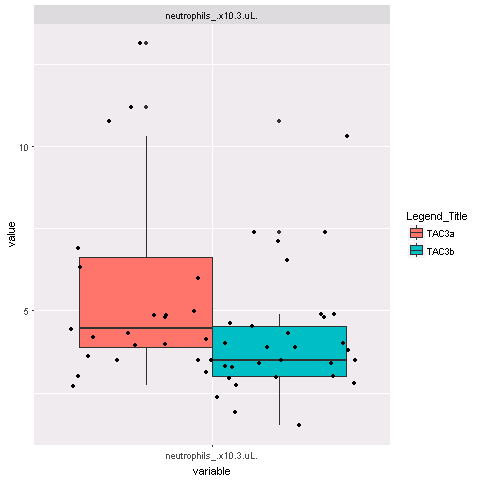 neutrophils_.x10.3.uL.
10
5
value
neutrophils_.x10.3.uL.
variable
Legend_Title
TAC3a
TAC3b